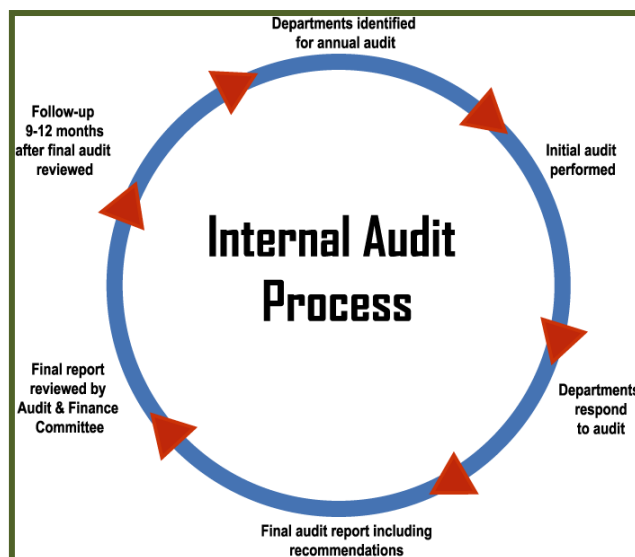 Departments identified
for annual audit
Initial audit
performed
Departments
respond
to audit
Final audit report including
recommendations
Final report
reviewed by
Audit & Finance
Committee
Follow-up
9-12 months
after final audit
reviewed
Internal Audit
Process